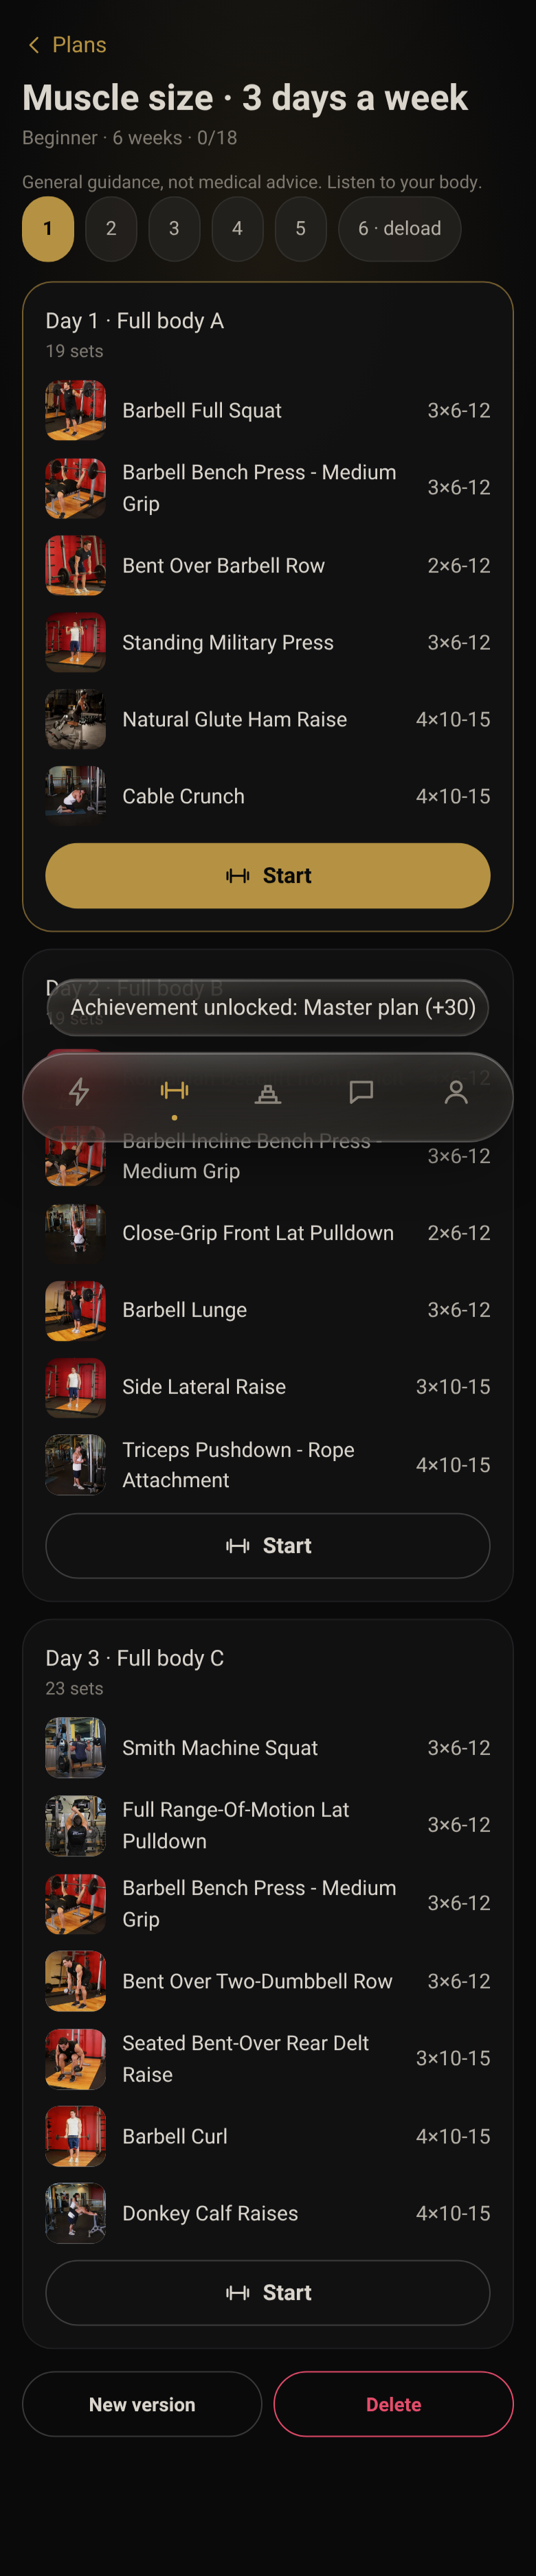 Plans
Muscle size · 3 days a week
Beginner · 6 weeks · 0/18
General guidance, not medical advice. Listen to your body.
1
2
3
4
5
6 · deload
Day 1 · Full body A
19 sets
Barbell Full Squat
3×6-12
Barbell Bench Press - Medium
Grip
3×6-12
Bent Over Barbell Row
2×6-12
Standing Military Press
3×6-12
Natural Glute Ham Raise
4×10-15
Cable Crunch
4×10-15
Start
Day 2 · Full body B
19 sets
Achievement unlocked: Master plan (+30)
Barbell Incline Bench Press -
Medium Grip
3×6-12
Close-Grip Front Lat Pulldown
2×6-12
Barbell Lunge
3×6-12
Side Lateral Raise
3×10-15
Triceps Pushdown - Rope
Attachment
4×10-15
Start
Day 3 · Full body C
23 sets
Smith Machine Squat
3×6-12
Full Range-Of-Motion Lat
Pulldown
3×6-12
Barbell Bench Press - Medium
Grip
3×6-12
Bent Over Two-Dumbbell Row
3×6-12
Seated Bent-Over Rear Delt
Raise
3×10-15
Barbell Curl
4×10-15
Donkey Calf Raises
4×10-15
Start
New version
Delete